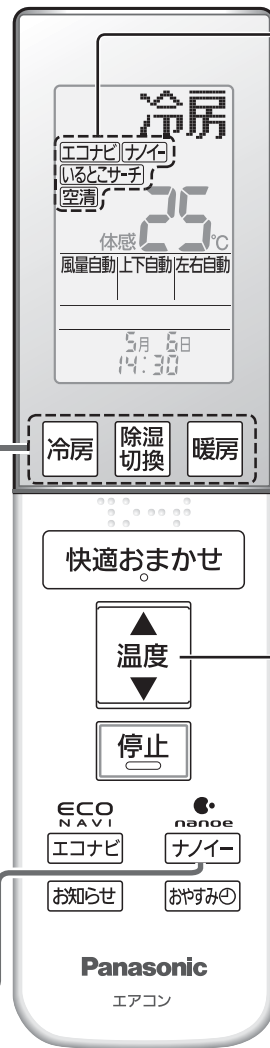 冷房
エコナビ ナノイー
いるとこサーチ
空清
体感 25℃
風量自動 上下自動 左右自動
5月 6日
14:30
冷房 除湿切換 暖房
快適おまかせ
▲
温度
▼
停止
ECO NAVI nanoe
エコナビ ナノイー
お知らせ おやすみ
Panasonic
エアコン